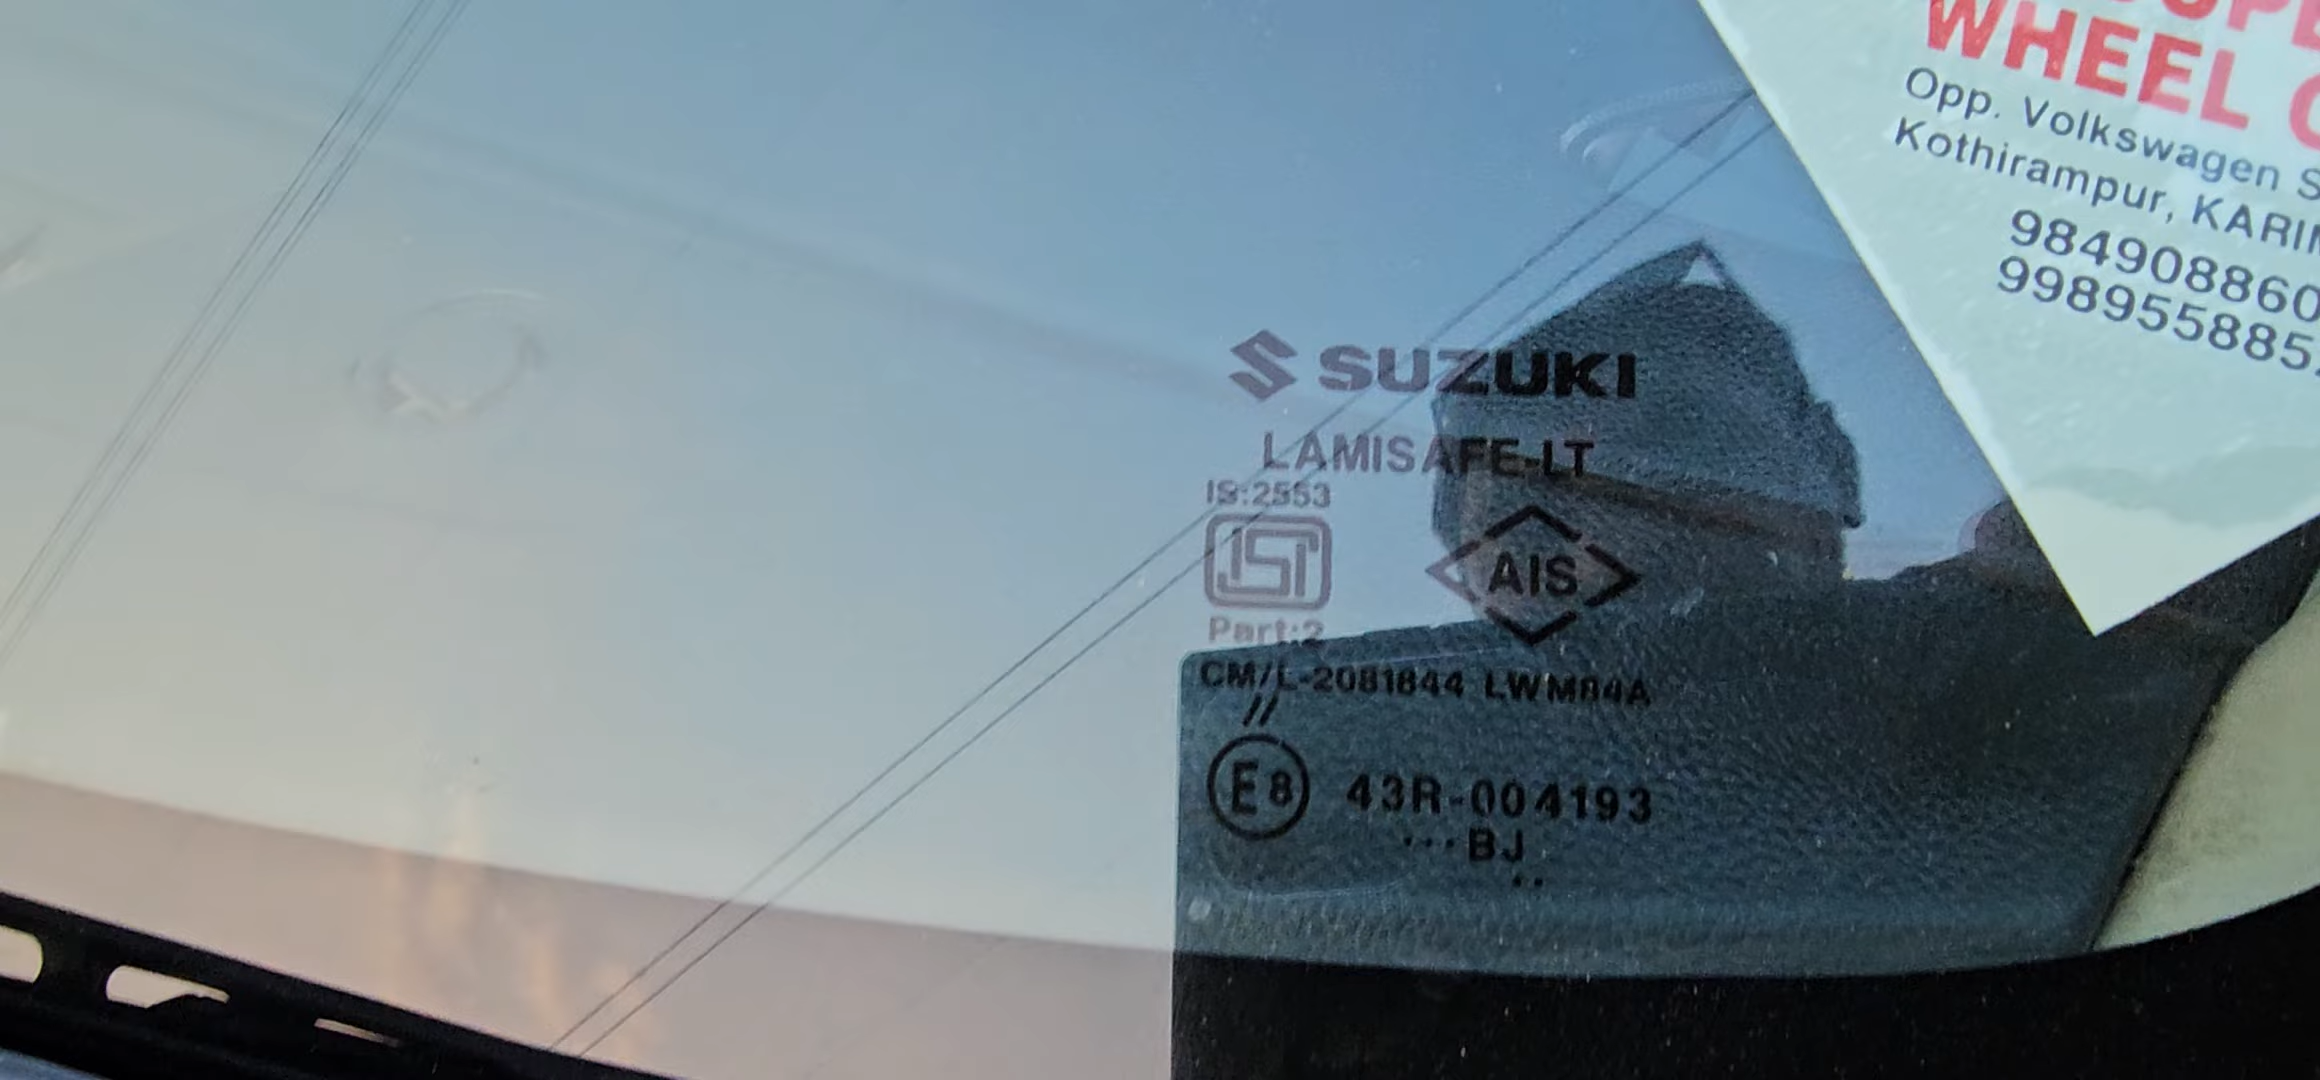 WHEEL
Opp. Volkswagen S
Kothirampur, KARIM
984908860
998955885
SUZUKI
LAMISAFE-LT
IS:2553
ISI
AIS
Part:2
CM/L-2081844 LWM84A
//
E8 43R-004193
...BJ
..